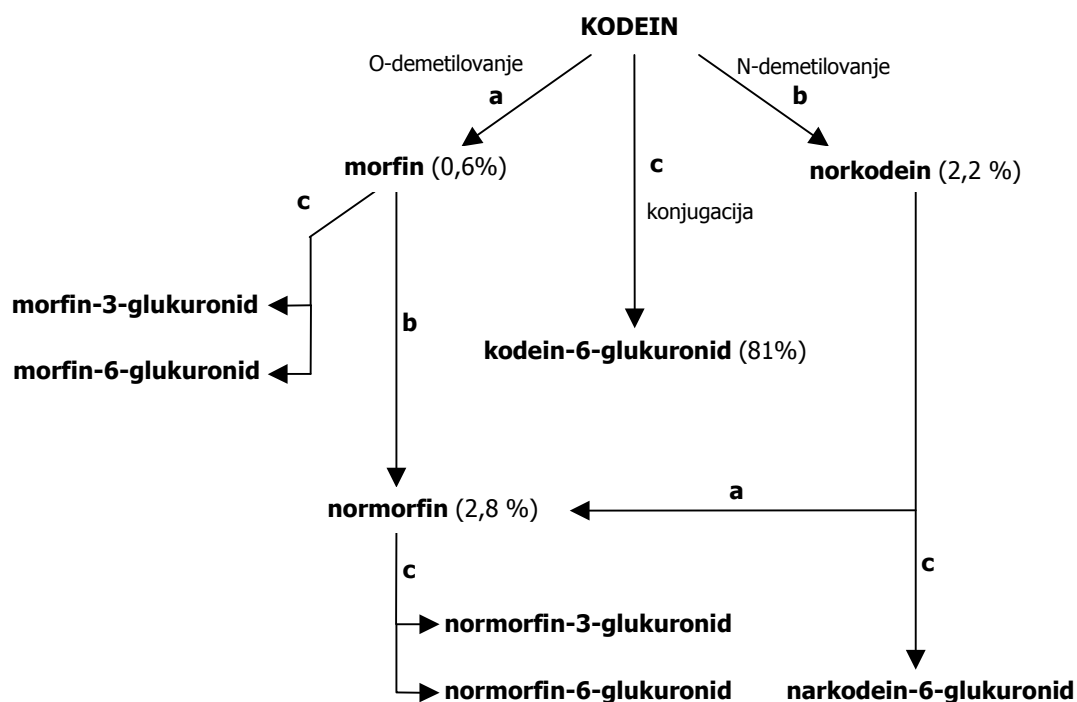 KODEIN
O-demetilovanje
N-demetilovanje
a
b
morfin (0,6%)
c
norkodein (2,2 %)
c
konjugacija
morfin-3-glukuronid
b
kodein-6-glukuronid (81%)
morfin-6-glukuronid
a
normorfin (2,8 %)
c
c
normorfin-3-glukuronid
normorfin-6-glukuronid
narkodein-6-glukuronid